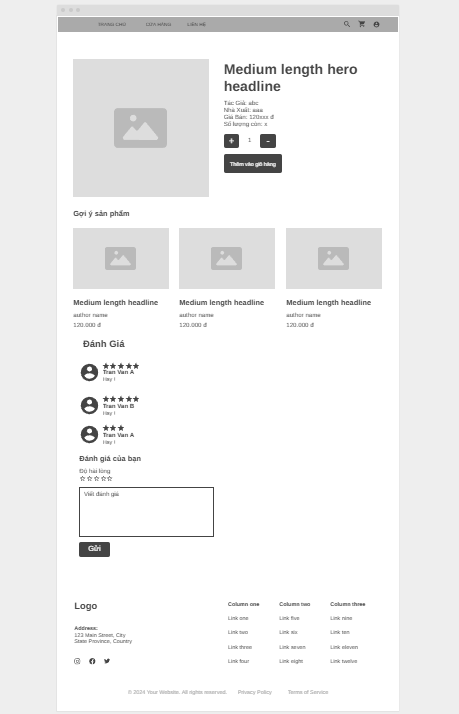 TRANG CHỦ CỬA HÀNG LIÊN HỆ
Medium length hero
headline
Tác Giả: abc
Nhà Xuất: aaa
Giá Bán: 120xxx đ
Số lượng còn: x
+ 1 -
Thêm vào giỏ hàng
Gợi ý sản phẩm
Medium length headline Medium length headline Medium length headline
author name author name author name
120.000 đ 120.000 đ 120.000 đ
Đánh Giá
Tran Van A
Hay !
Tran Van B
Hay !
Tran Van A
Hay !
Đánh giá của bạn
Độ hài lòng
Viết đánh giá
Gửi
Logo
Address:
123 Main Street, City
State Province, Country
Column one Column two Column three
Link one Link five Link nine
Link two Link six Link ten
Link three Link seven Link eleven
Link four Link eight Link twelve
© 2024 Your Website. All rights reserved. Privacy Policy Terms of Service